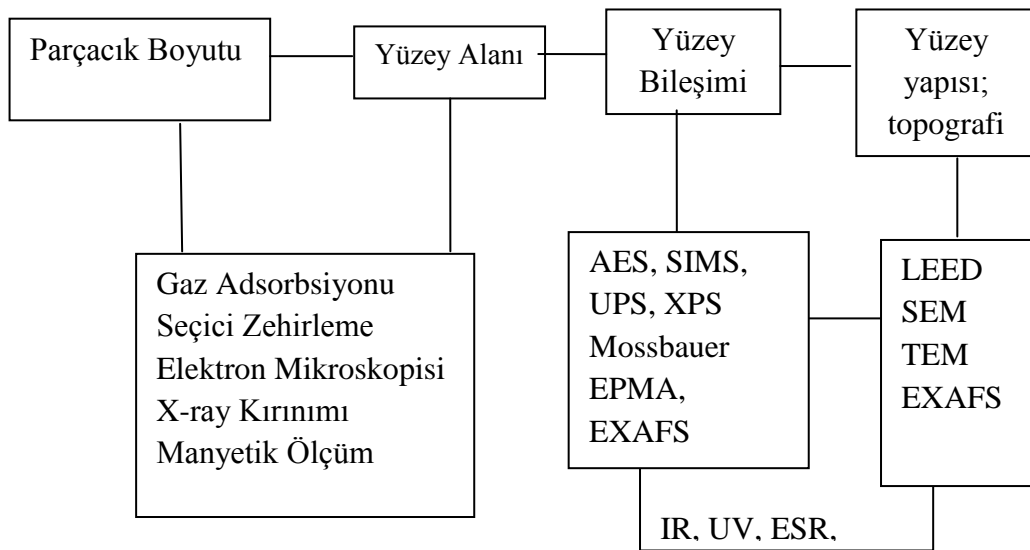 Parçacık Boyutu
Yüzey Alanı
Yüzey
Bileşimi
Yüzey
yapısı;
topografi
Gaz Adsorbsiyonu
Seçici Zehirleme
Elektron Mikroskopisi
X-ray Kırınımı
Manyetik Ölçüm
AES, SIMS,
UPS, XPS
Mossbauer
EPMA,
EXAFS
LEED
SEM
TEM
EXAFS
IR, UV, ESR,